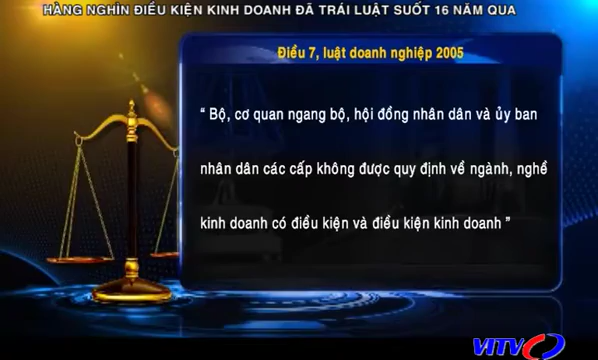 HÀNG NGHÌN ĐIỀU KIỆN KINH DOANH ĐÃ TRÁI LUẬT SUỐT 16 NĂM QUA
Điều 7, luật doanh nghiệp 2005
“ Bộ, cơ quan ngang bộ, hội đồng nhân dân và ủy ban
nhân dân các cấp không được quy định về ngành, nghề
kinh doanh có điều kiện và điều kiện kinh doanh ”
VITV